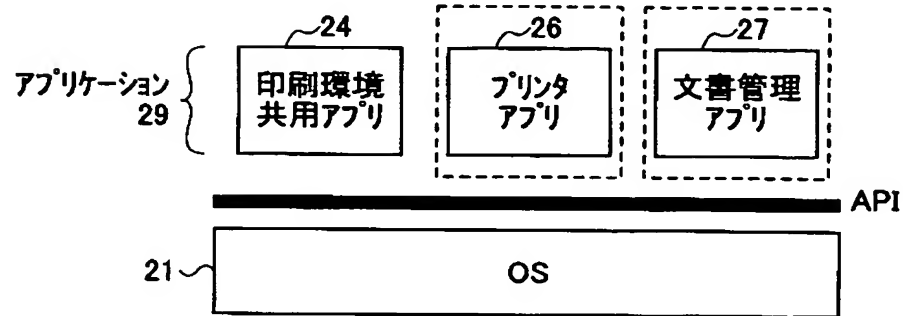 24
26
27
アプリケーション
29
印刷環境
共用アプリ
プリンタ
アプリ
文書管理
アプリ
API
21
OS